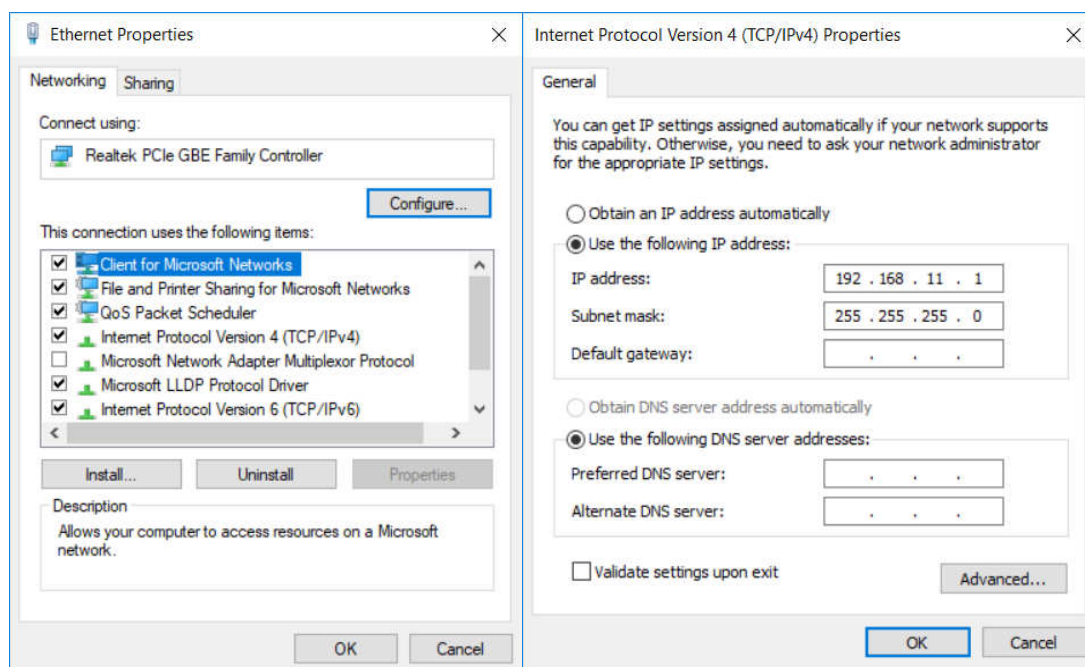 Ethernet Properties
Networking
Sharing
Connect using:
Realtek PCIe GBE Family Controller
Configure...
This connection uses the following items:
Client for Microsoft Networks
File and Printer Sharing for Microsoft Networks
QoS Packet Scheduler
Internet Protocol Version 4 (TCP/IPv4)
Microsoft Network Adapter Multiplexor Protocol
Microsoft LLDP Protocol Driver
Internet Protocol Version 6 (TCP/IPv6)
Install...
Uninstall
Properties
Description
Allows your computer to access resources on a Microsoft
network.
OK
Cancel
Internet Protocol Version 4 (TCP/IPv4) Properties
General
You can get IP settings assigned automatically if your network supports
this capability. Otherwise, you need to ask your network administrator
for the appropriate IP settings.
Obtain an IP address automatically
Use the following IP address:
IP address:
192 . 168 . 11 . 1
Subnet mask:
255 . 255 . 255 . 0
Default gateway:
. . .
Obtain DNS server address automatically
Use the following DNS server addresses:
Preferred DNS server:
. . .
Alternate DNS server:
. . .
Validate settings upon exit
Advanced...
OK
Cancel